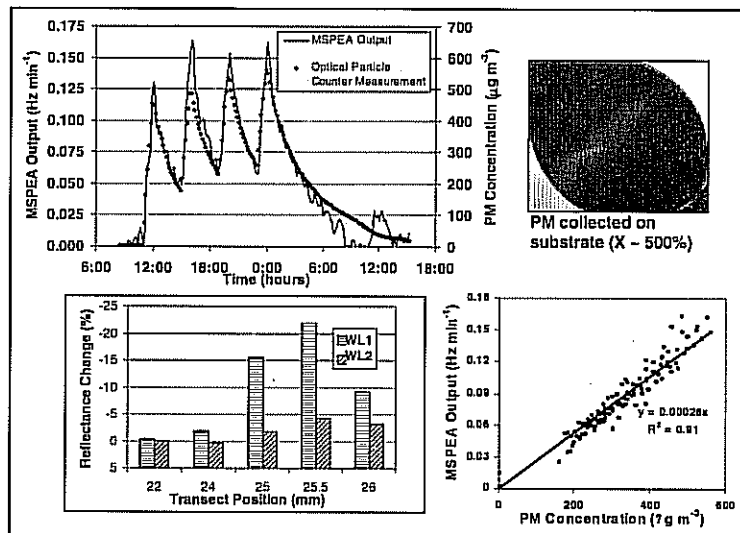 MSPEA Output (Hz min⁻¹)
0.175
0.150
0.125
0.100
0.075
0.050
0.025
0.000
MSPEA Output
Optical Particle
Counter Measurement
700
600
500
400
300
200
100
0
PM Concentration (µg m⁻³)
6:00 12:00 18:00 0:00 6:00 12:00 18:00
Time (hours)
PM collected on
substrate (X ~ 500%)
Reflectance Change (%)
-25
-20
-15
-10
-5
0
5
WL1
WL2
22 24 25 25.5 26
Transect Position (mm)
MSPEA Output (Hz min⁻¹)
0.16
0.12
0.09
0.06
0.03
0
y = 0.00026x
R² = 0.91
0 200 400 600
PM Concentration (?g m⁻³)